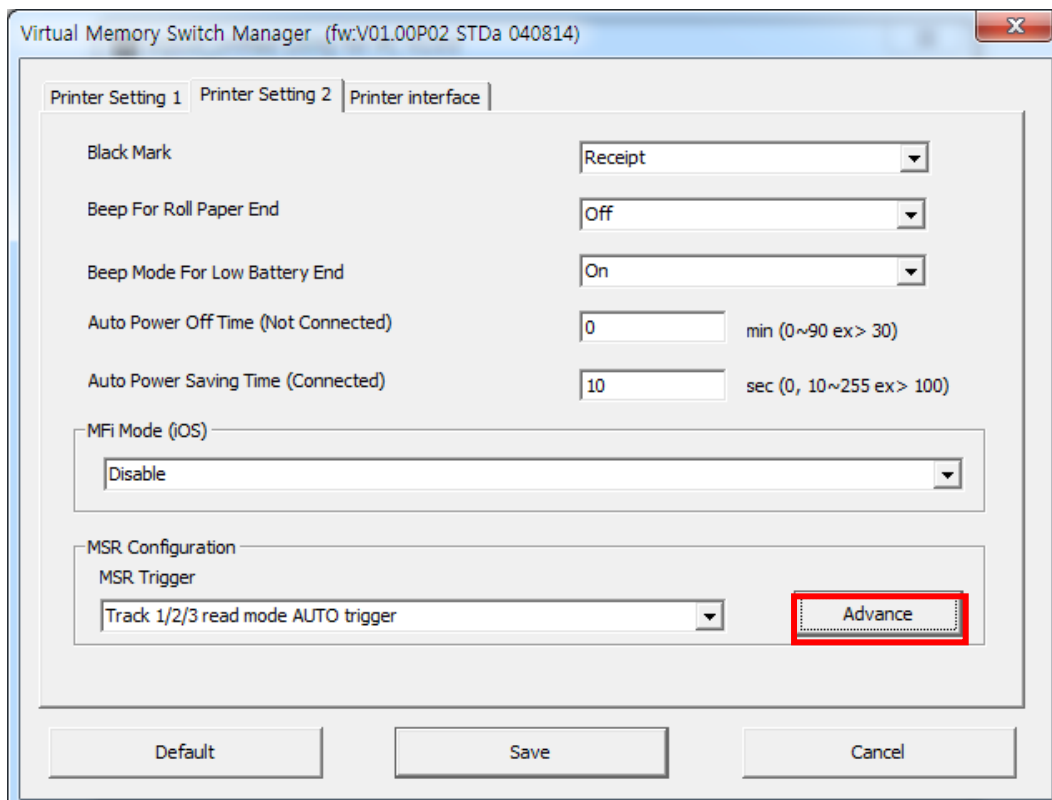 Virtual Memory Switch Manager (fw:V01.00P02 STDa 040814)
Printer Setting 1 Printer Setting 2 Printer interface
Black Mark Receipt
Beep For Roll Paper End Off
Beep Mode For Low Battery End On
Auto Power Off Time (Not Connected) 0 min (0~90 ex> 30)
Auto Power Saving Time (Connected) 10 sec (0, 10~255 ex> 100)
MFi Mode (iOS)
Disable
MSR Configuration
MSR Trigger
Track 1/2/3 read mode AUTO trigger Advance
Default Save Cancel